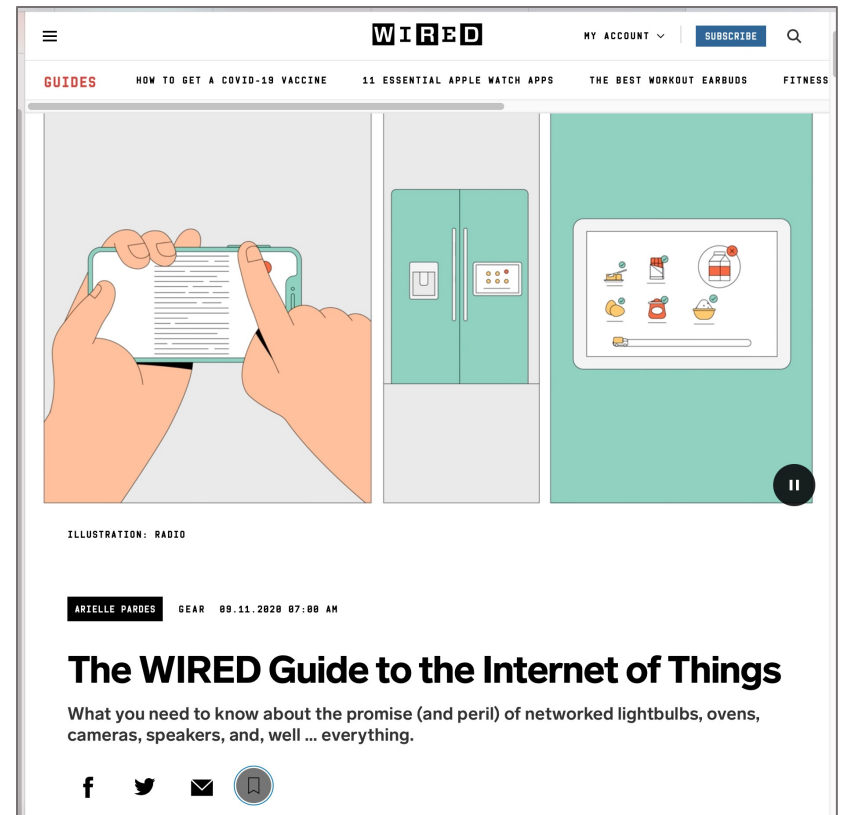 WIRED
MY ACCOUNT
SUBSCRIBE
GUIDES
HOW TO GET A COVID-19 VACCINE
11 ESSENTIAL APPLE WATCH APPS
THE BEST WORKOUT EARBUDS
FITNESS
ILLUSTRATION: RADIO
ARIELLE PARDES
GEAR
09.11.2020 07:00 AM
The WIRED Guide to the Internet of Things
What you need to know about the promise (and peril) of networked lightbulbs, ovens,
cameras, speakers, and, well ... everything.